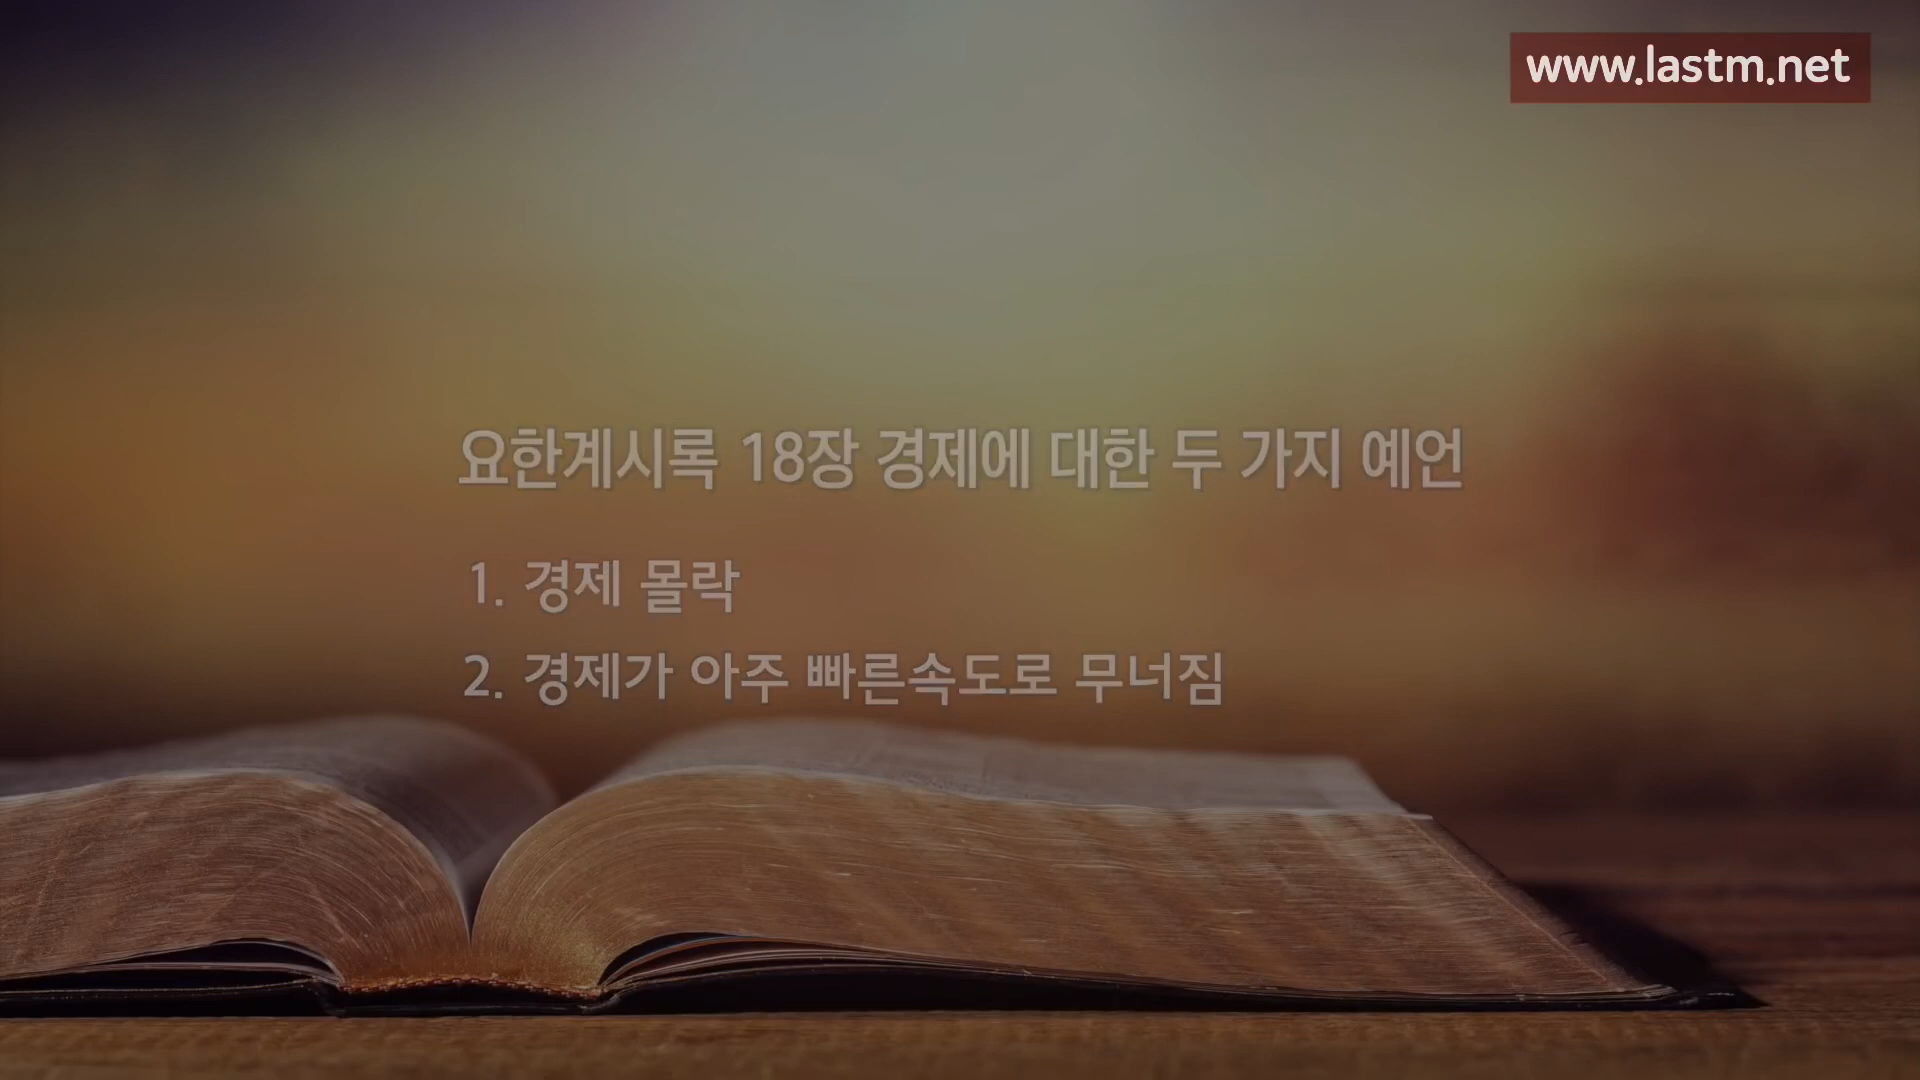 www.lastm.net
요한계시록 18장 경제에 대한 두 가지 예언
1. 경제 몰락
2. 경제가 아주 빠른속도로 무너짐